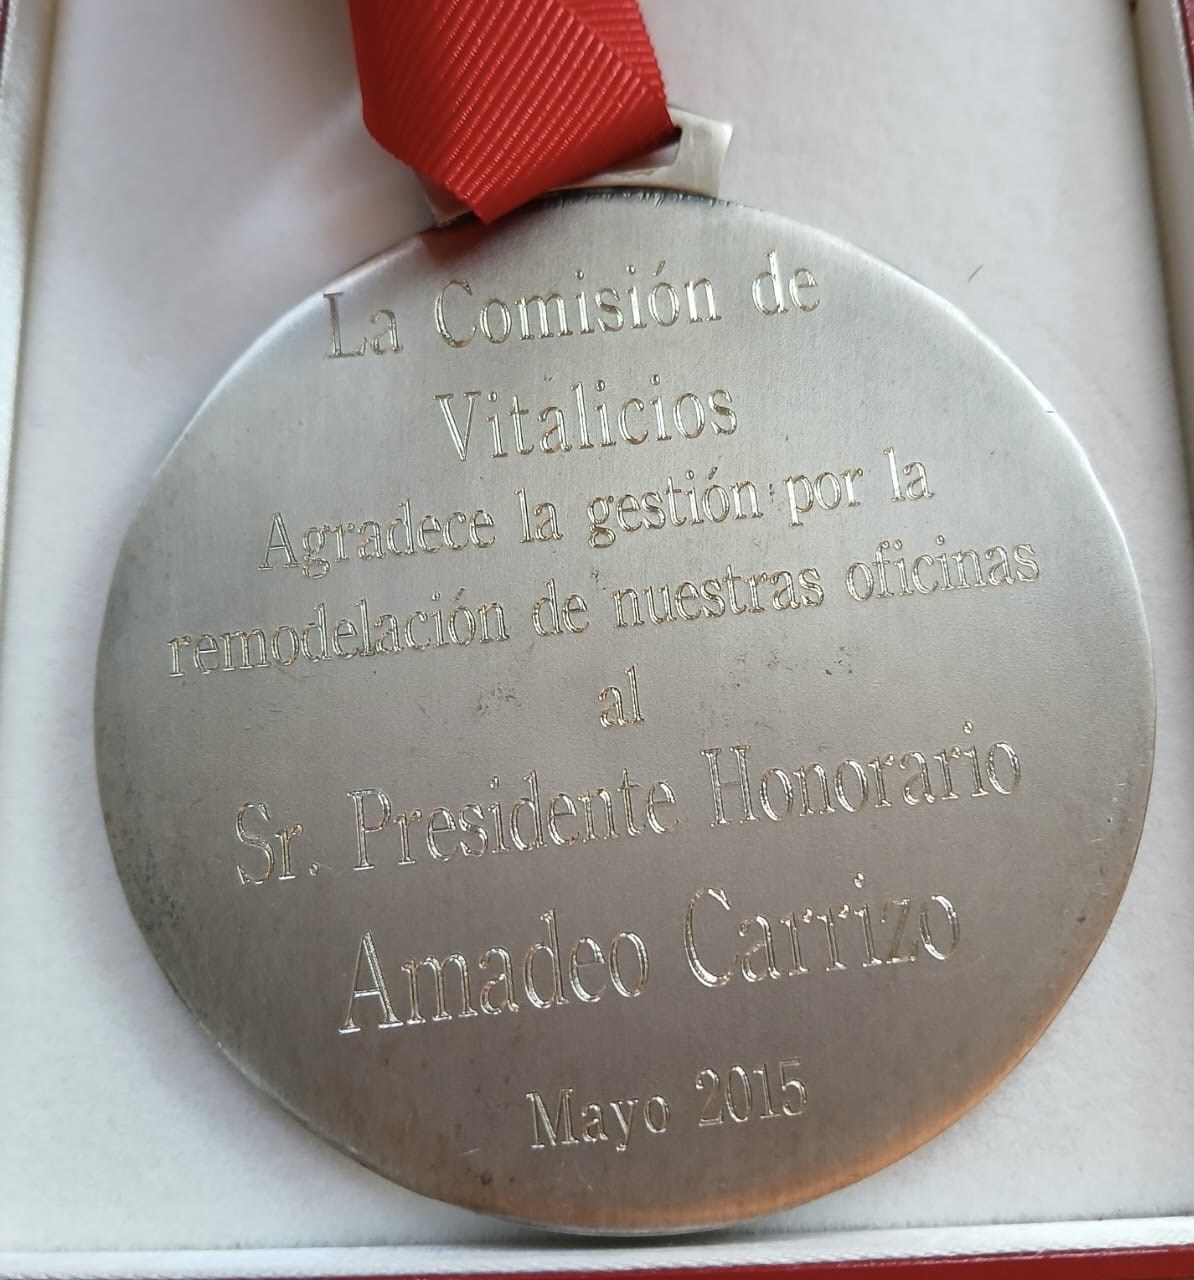 La Comisión de
Vitalicios
Agradece la gestión por la
remodelación de nuestras oficinas
al
Sr. Presidente Honorario
Amadeo Carrizo
Mayo 2015